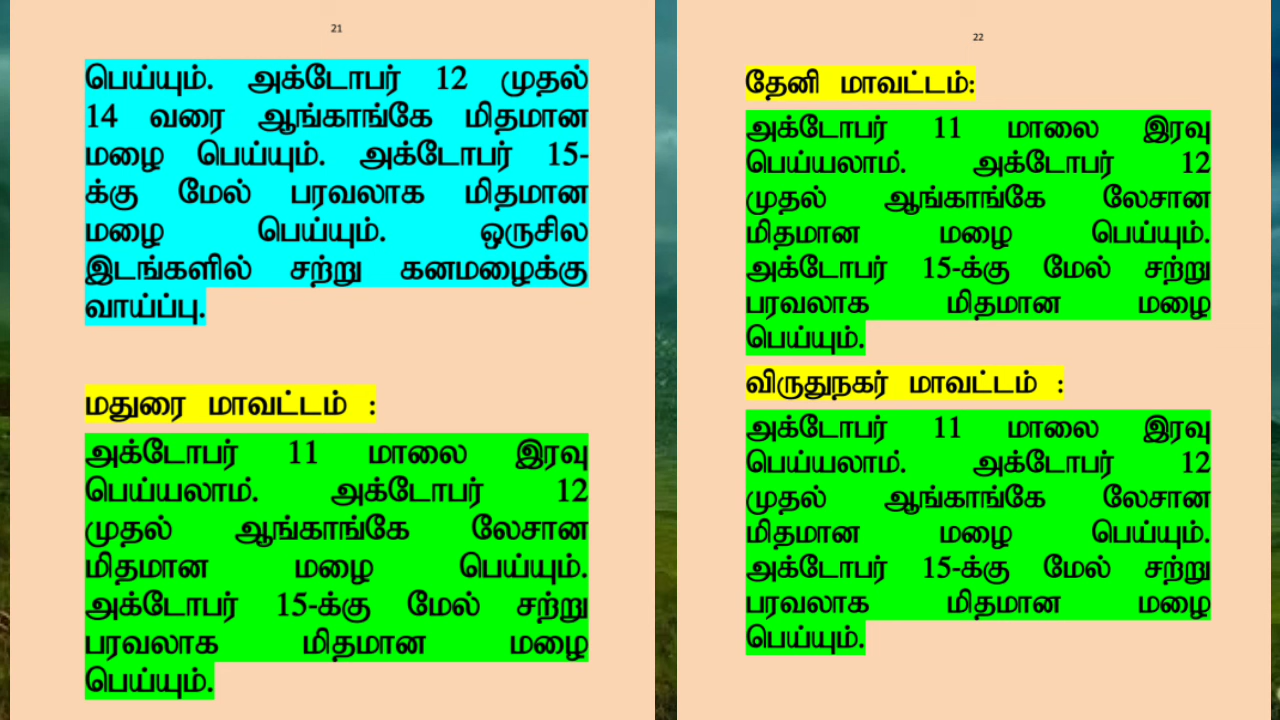 21
பெய்யும். அக்டோபர் 12 முதல்
14 வரை ஆங்காங்கே மிதமான
மழை பெய்யும். அக்டோபர் 15-
க்கு மேல் பரவலாக மிதமான
மழை பெய்யும். ஒருசில
இடங்களில் சற்று கனமழைக்கு
வாய்ப்பு.
மதுரை மாவட்டம் :
அக்டோபர் 11 மாலை இரவு
பெய்யலாம். அக்டோபர் 12
முதல் ஆங்காங்கே லேசான
மிதமான மழை பெய்யும்.
அக்டோபர் 15-க்கு மேல் சற்று
பரவலாக மிதமான மழை
பெய்யும்.
22
தேனி மாவட்டம்:
அக்டோபர் 11 மாலை இரவு
பெய்யலாம். அக்டோபர் 12
முதல் ஆங்காங்கே லேசான
மிதமான மழை பெய்யும்.
அக்டோபர் 15-க்கு மேல் சற்று
பரவலாக மிதமான மழை
பெய்யும்.
விருதுநகர் மாவட்டம் :
அக்டோபர் 11 மாலை இரவு
பெய்யலாம். அக்டோபர் 12
முதல் ஆங்காங்கே லேசான
மிதமான மழை பெய்யும்.
அக்டோபர் 15-க்கு மேல் சற்று
பரவலாக மிதமான மழை
பெய்யும்.